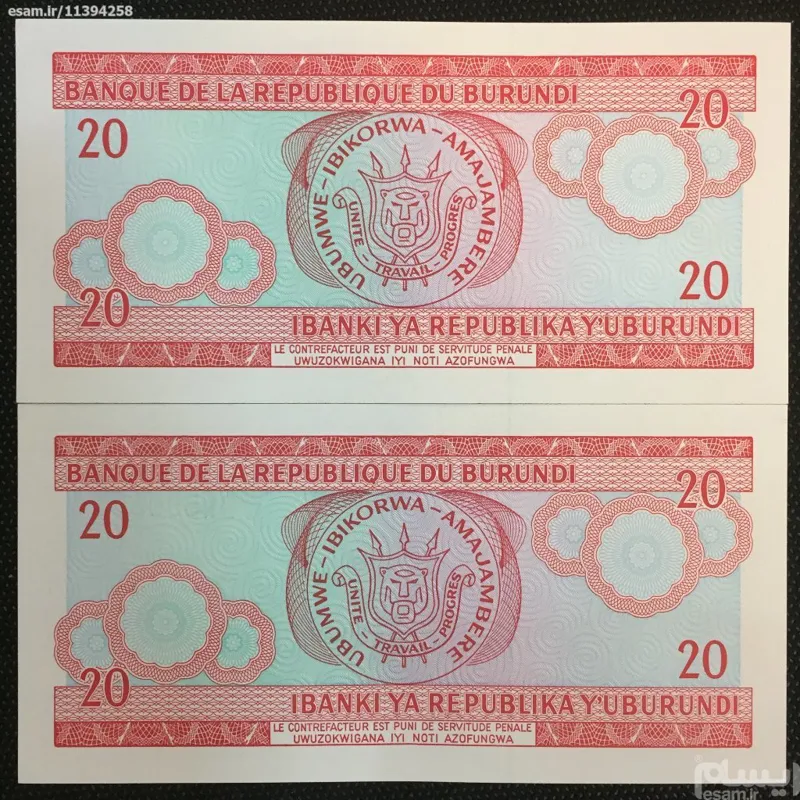 esam.ir/11394258
BANQUE DE LA REPUBLIQUE DU BURUNDI
20
20
UBUMWE-IBIKORWA-AMAJAMBERE
UNITE - TRAVAIL - PROGRES
20
20
IBANKI YA REPUBLIKA Y'UBURUNDI
LE CONTREFACTEUR EST PUNI DE SERVITUDE PENALE
UWUZOKWIGANA IYI NOTI AZOFUNGWA
BANQUE DE LA REPUBLIQUE DU BURUNDI
20
20
UBUMWE-IBIKORWA-AMAJAMBERE
UNITE - TRAVAIL - PROGRES
20
20
IBANKI YA REPUBLIKA Y'UBURUNDI
LE CONTREFACTEUR EST PUNI DE SERVITUDE PENALE
UWUZOKWIGANA IYI NOTI AZOFUNGWA
ایسام
esam.ir